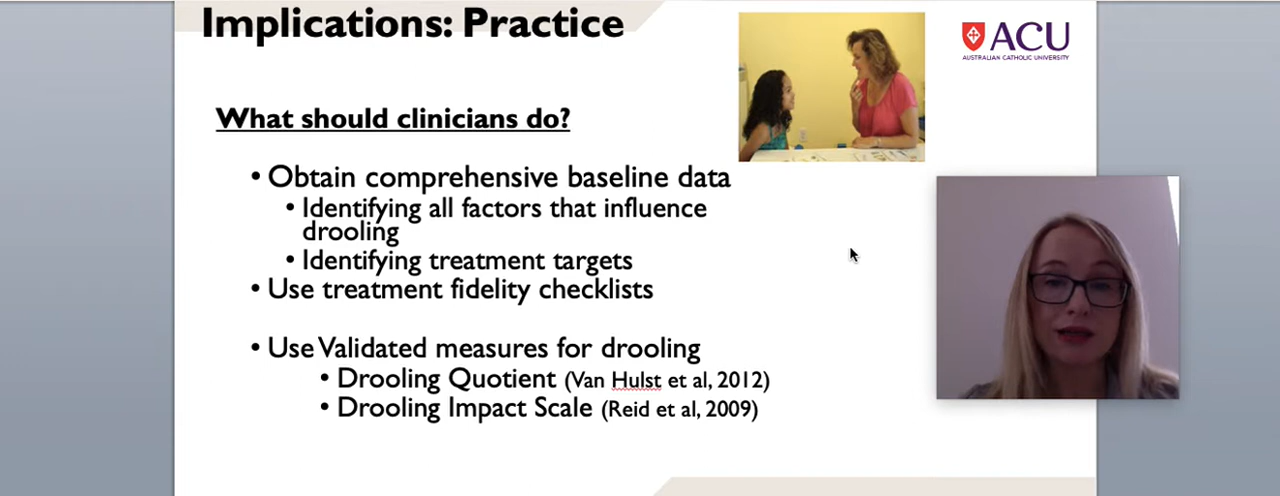 Implications: Practice
ACU
AUSTRALIAN CATHOLIC UNIVERSITY
What should clinicians do?
• Obtain comprehensive baseline data
• Identifying all factors that influence
drooling
• Identifying treatment targets
• Use treatment fidelity checklists
• Use Validated measures for drooling
• Drooling Quotient (Van Hulst et al, 2012)
• Drooling Impact Scale (Reid et al, 2009)